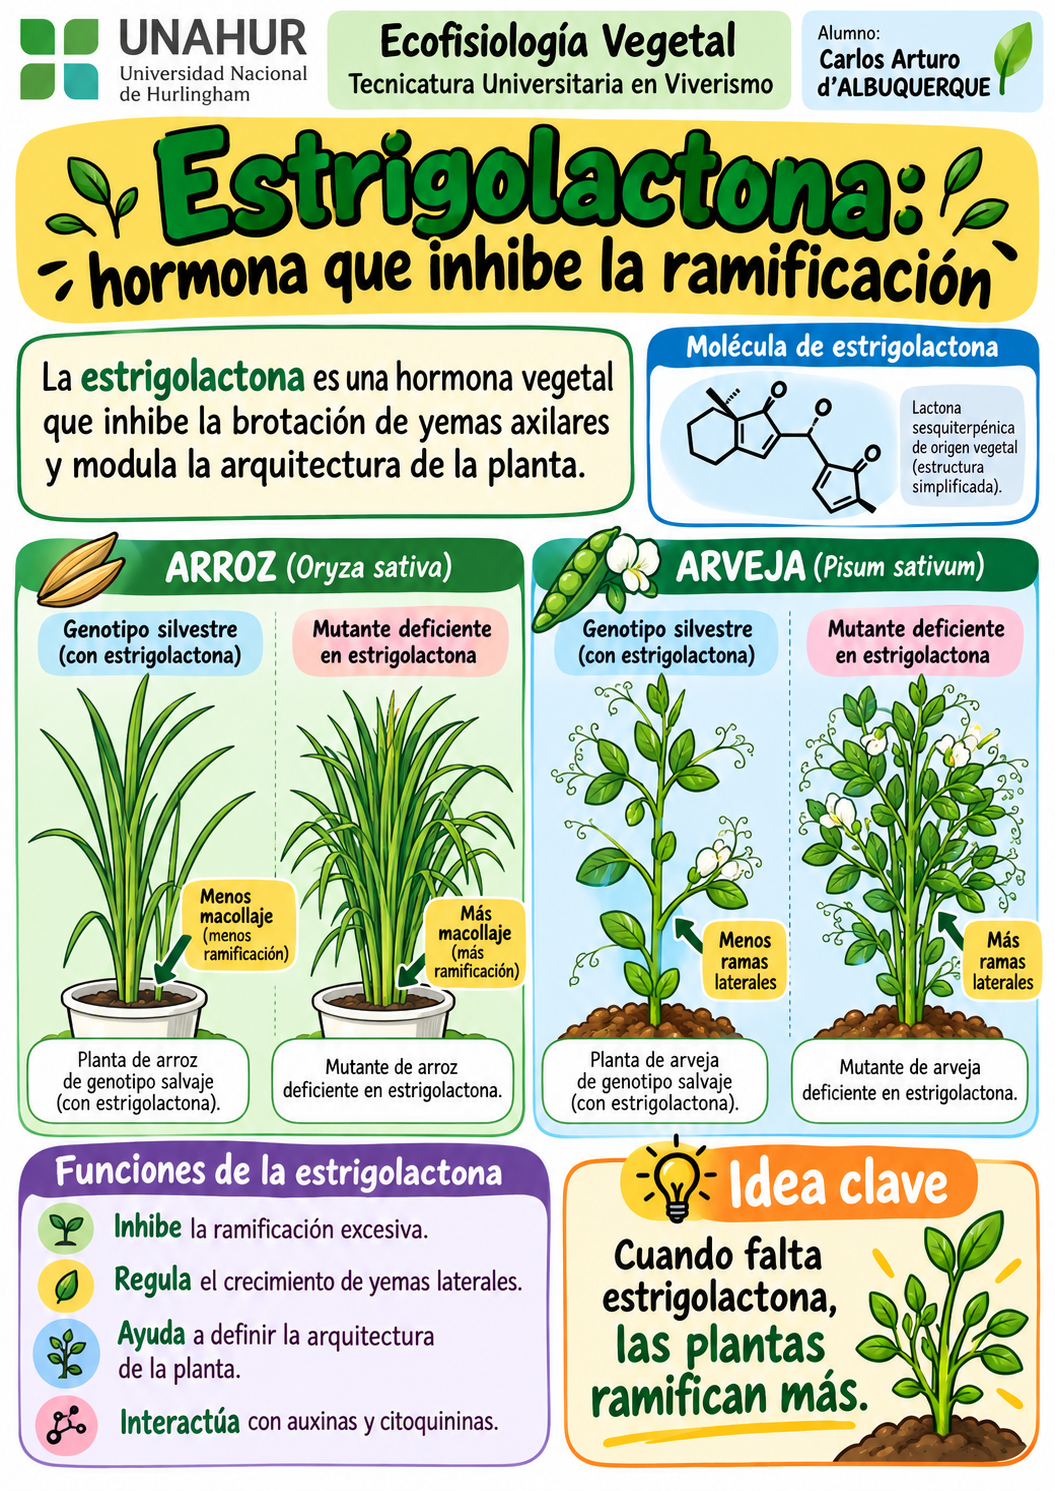 UNAHUR
Universidad Nacional
de Hurlingham
Ecofisiología Vegetal
Tecnicatura Universitaria en Viverismo
Alumno:
Carlos Arturo
d'ALBUQUERQUE
Estrigolactona:
hormona que inhibe la ramificación
La estrigolactona es una hormona vegetal
que inhibe la brotación de yemas axilares
y modula la arquitectura de la planta.
Molécula de estrigolactona
O
O
O
Lactona
sesquiterpénica
de origen vegetal
(estructura
simplificada).
ARROZ (Oryza sativa)
Genotipo silvestre
(con estrigolactona)
Mutante deficiente
en estrigolactona
Menos
macollaje
(menos
ramificación)
Más
macollaje
(más
ramificación)
Planta de arroz
de genotipo salvaje
(con estrigolactona).
Mutante de arroz
deficiente en estrigolactona.
ARVEJA (Pisum sativum)
Genotipo silvestre
(con estrigolactona)
Mutante deficiente
en estrigolactona
Menos
ramas
laterales
Más
ramas
laterales
Planta de arveja
de genotipo salvaje
(con estrigolactona).
Mutante de arveja
deficiente en estrigolactona.
Funciones de la estrigolactona
Inhibe la ramificación excesiva.
Regula el crecimiento de yemas laterales.
Ayuda a definir la arquitectura
de la planta.
Interactúa con auxinas y citoquininas.
Idea clave
Cuando falta
estrigolactona,
las plantas
ramifican más.